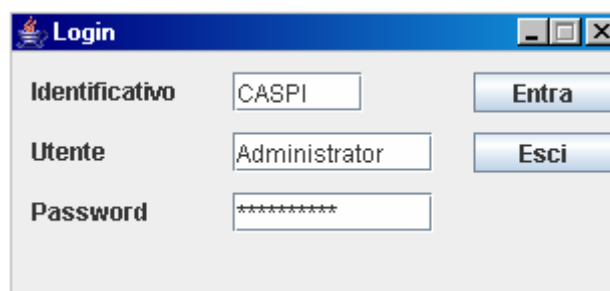 Login
Identificativo CASPI Entra
Utente Administrator Esci
Password **********